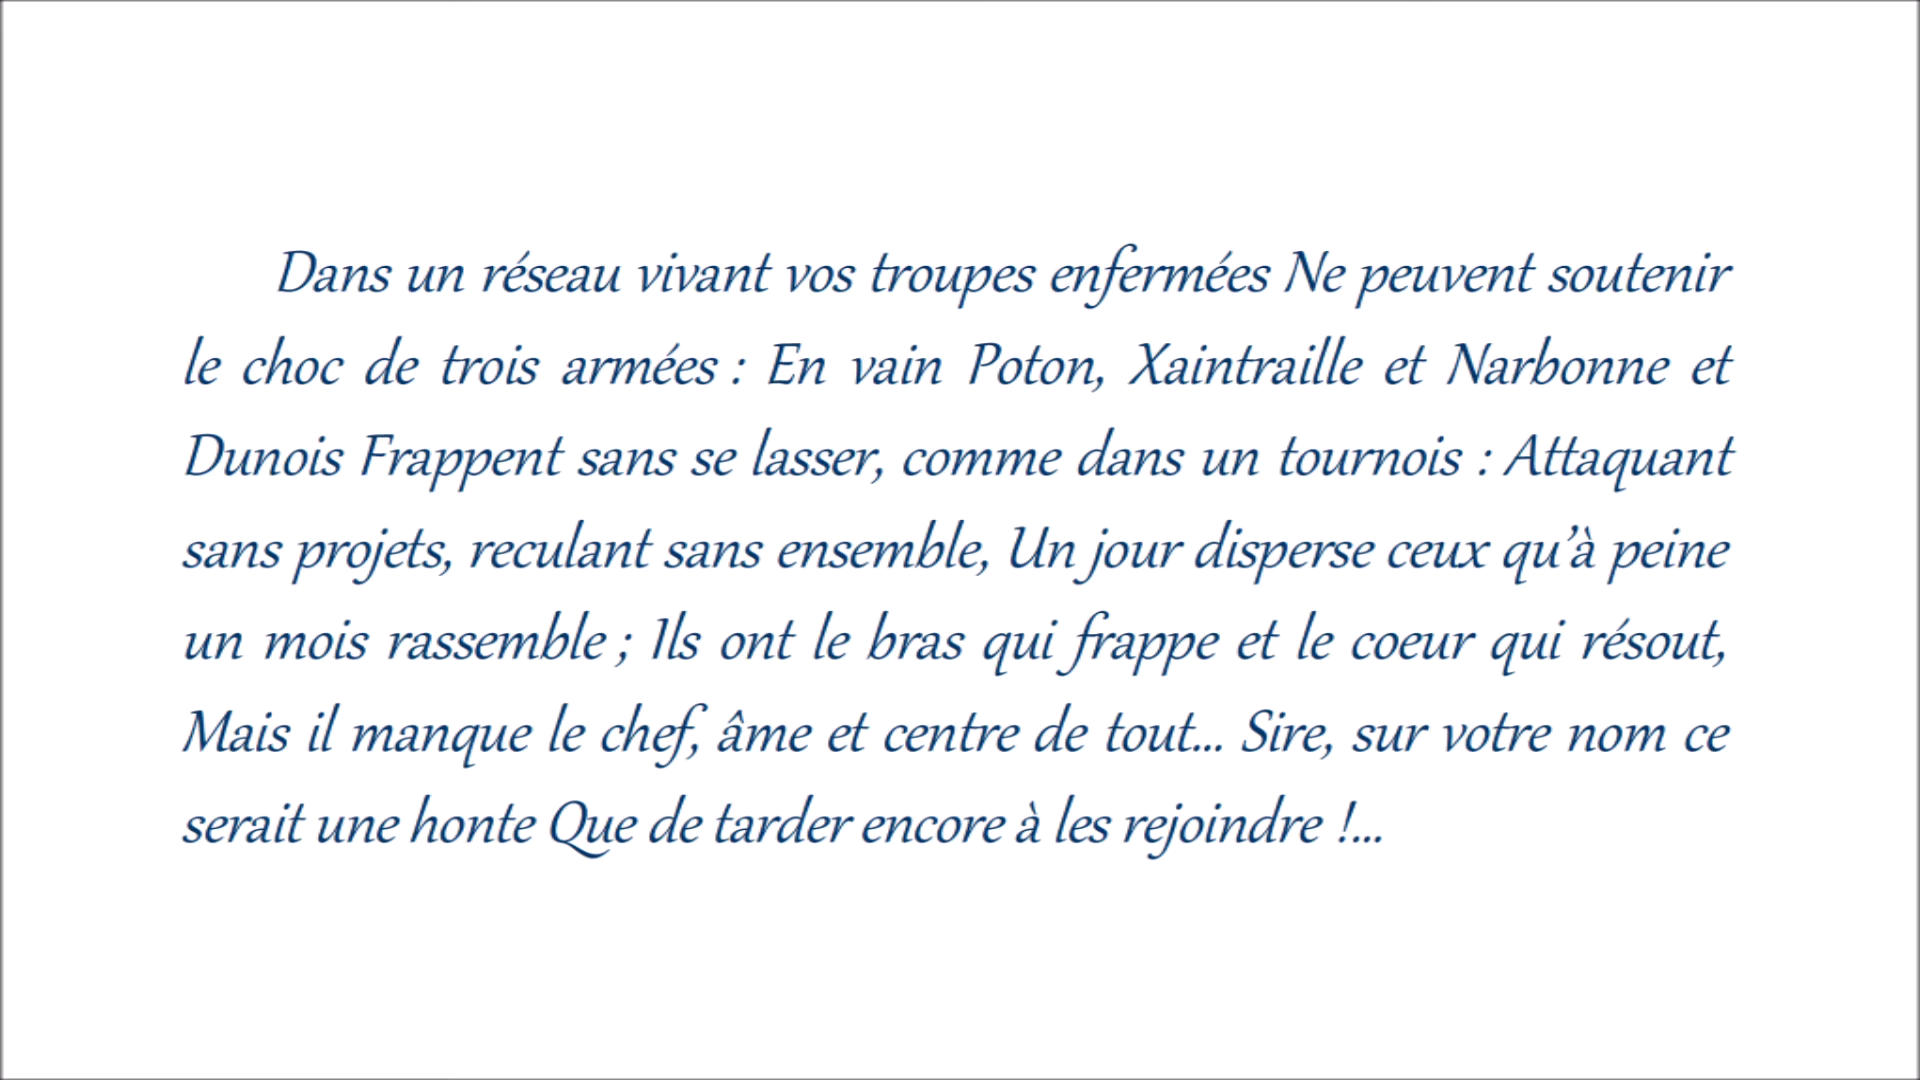 Dans un réseau vivant vos troupes enfermées Ne peuvent soutenir
le choc de trois armées : En vain Poton, Xaintraille et Narbonne et
Dunois Frappent sans se lasser, comme dans un tournois : Attaquant
sans projets, reculant sans ensemble, Un jour disperse ceux qu’à peine
un mois rassemble ; Ils ont le bras qui frappe et le coeur qui résout,
Mais il manque le chef, âme et centre de tout... Sire, sur votre nom ce
serait une honte Que de tarder encore à les rejoindre !...